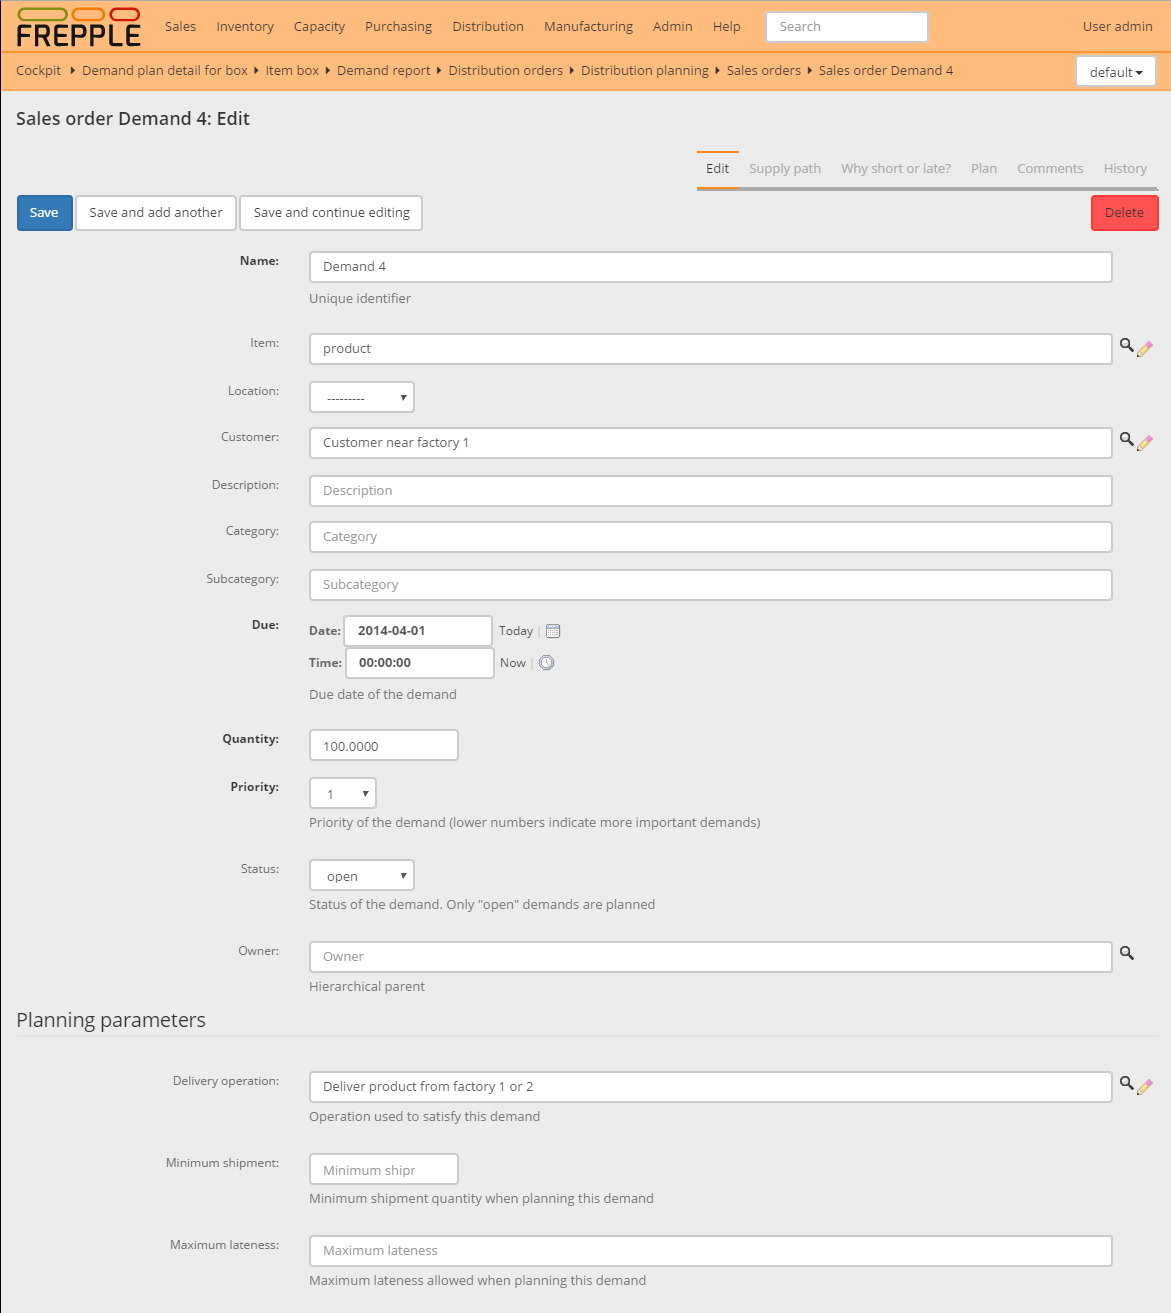 FREPPLE Sales Inventory Capacity Purchasing Distribution Manufacturing Admin Help Search User admin
Cockpit Demand plan detail for box Item box Demand report Distribution orders Distribution planning Sales orders Sales order Demand 4 default
Sales order Demand 4: Edit
Edit Supply path Why short or late? Plan Comments History
Save Save and add another Save and continue editing Delete
Name: Demand 4
Unique identifier
Item: product
Location: ---------
Customer: Customer near factory 1
Description: Description
Category: Category
Subcategory: Subcategory
Due: Date: 2014-04-01 Today |
Time: 00:00:00 Now |
Due date of the demand
Quantity: 100.0000
Priority: 1
Priority of the demand (lower numbers indicate more important demands)
Status: open
Status of the demand. Only "open" demands are planned
Owner: Owner
Hierarchical parent
Planning parameters
Delivery operation: Deliver product from factory 1 or 2
Operation used to satisfy this demand
Minimum shipment: Minimum shipr
Minimum shipment quantity when planning this demand
Maximum lateness: Maximum lateness
Maximum lateness allowed when planning this demand